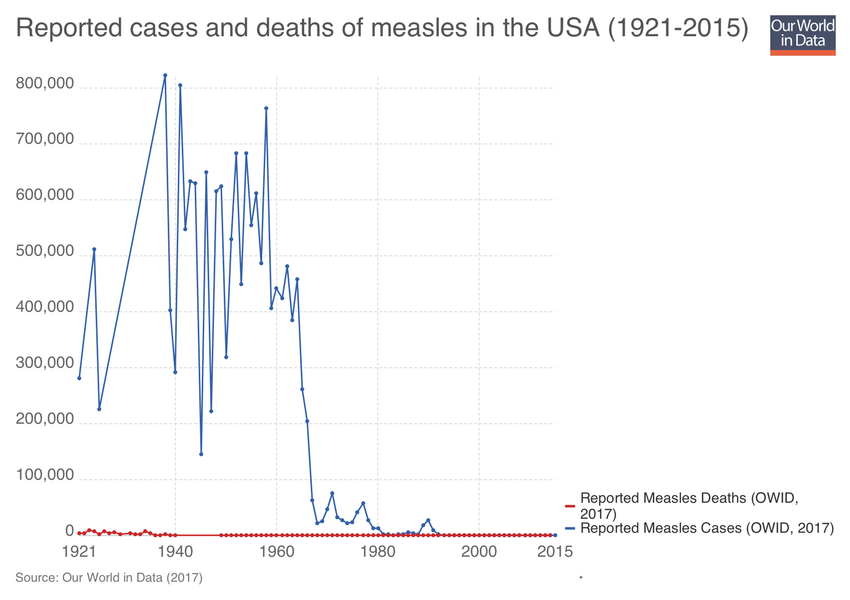 Reported cases and deaths of measles in the USA (1921-2015)
Our World
in Data
800,000
700,000
600,000
500,000
400,000
300,000
200,000
100,000
0
1921 1940 1960 1980 2000 2015
Reported Measles Deaths (OWID,
2017)
Reported Measles Cases (OWID, 2017)
Source: Our World in Data (2017)